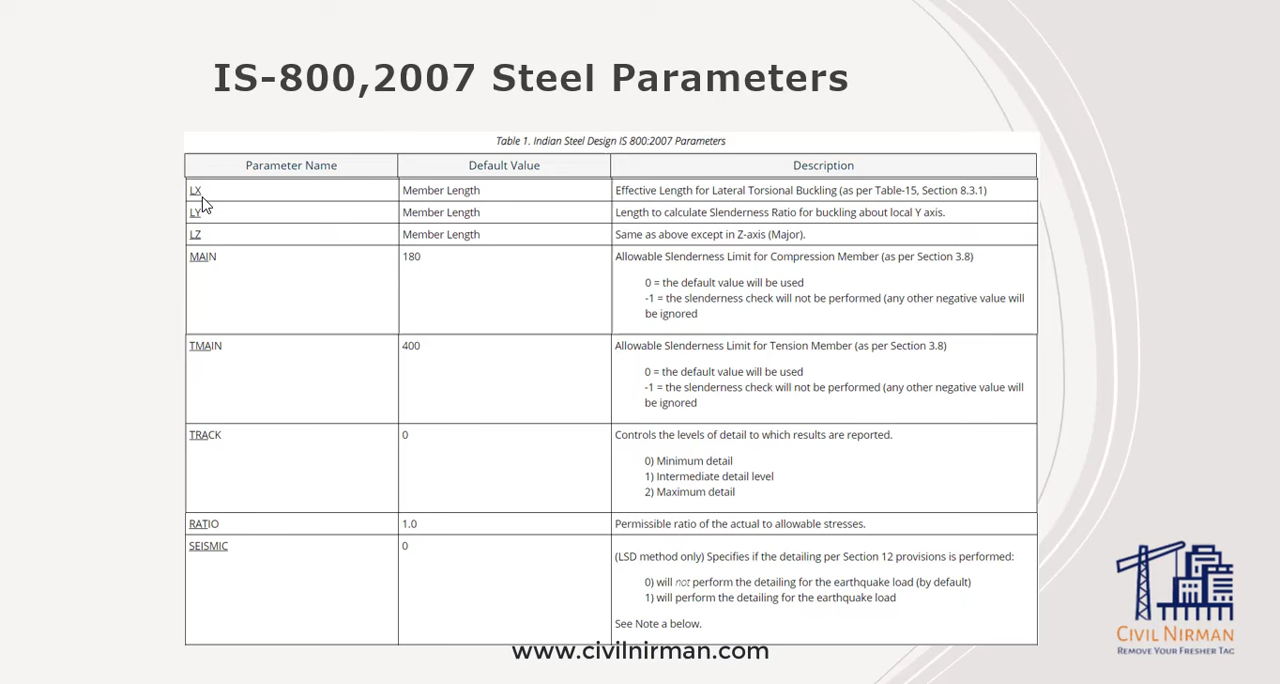 IS-800,2007 Steel Parameters
Table 1. Indian Steel Design IS 800:2007 Parameters
Parameter Name Default Value Description
LX Member Length Effective Length for Lateral Torsional Buckling (as per Table-15, Section 8.3.1)
LY Member Length Length to calculate Slenderness Ratio for buckling about local Y axis.
LZ Member Length Same as above except in Z-axis (Major).
MAIN 180 Allowable Slenderness Limit for Compression Member (as per Section 3.8)
0 = the default value will be used
-1 = the slenderness check will not be performed (any other negative value will
be ignored
TMAIN 400 Allowable Slenderness Limit for Tension Member (as per Section 3.8)
0 = the default value will be used
-1 = the slenderness check will not be performed (any other negative value will
be ignored
TRACK 0 Controls the levels of detail to which results are reported.
0) Minimum detail
1) Intermediate detail level
2) Maximum detail
RATIO 1.0 Permissible ratio of the actual to allowable stresses.
SEISMIC 0 (LSD method only) Specifies if the detailing per Section 12 provisions is performed:
0) will not perform the detailing for the earthquake load (by default)
1) will perform the detailing for the earthquake load
See Note a below.
www.civilnirman.com
CIVIL NIRMAN
REMOVE YOUR FRESHER TAG